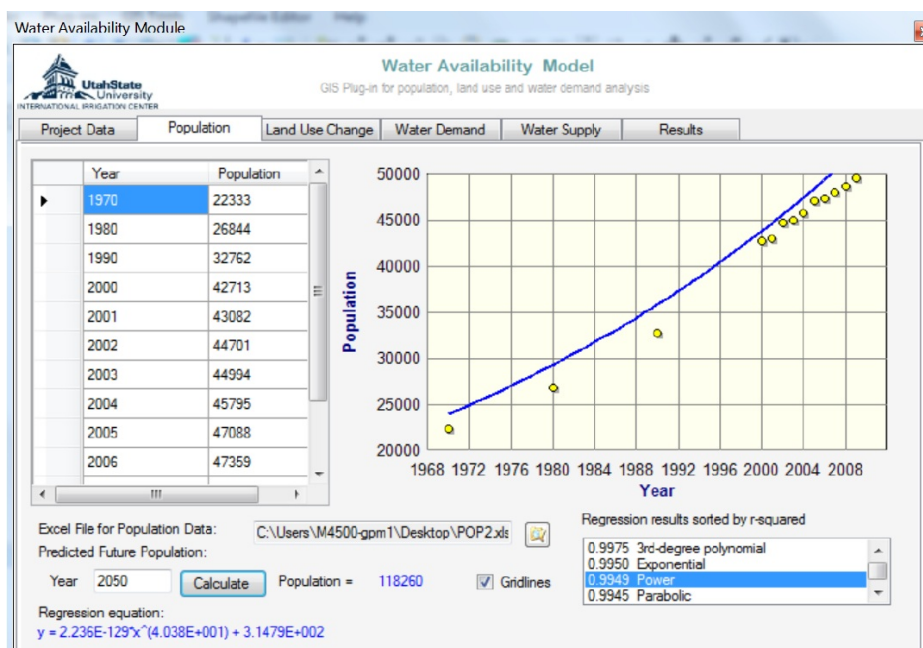 Shapefile Editor Help
Water Availability Module
UtahState
University
INTERNATIONAL IRRIGATION CENTER
Water Availability Model
GIS Plug-in for population, land use and water demand analysis
Project Data Population Land Use Change Water Demand Water Supply Results
Year Population
1970 22333
1980 26844
1990 32762
2000 42713
2001 43082
2002 44701
2003 44994
2004 45795
2005 47088
2006 47359
50000
45000
40000
35000
30000
25000
20000
Population
1968 1972 1976 1980 1984 1988 1992 1996 2000 2004 2008
Year
Excel File for Population Data: C:\Users\M4500-gpm1\Desktop\POP2.xls
Predicted Future Population:
Year 2050 Calculate Population = 118260 Gridlines
Regression equation:
y = 2.236E-129*x^(4.038E+001) + 3.1479E+002
Regression results sorted by r-squared
0.9975 3rd-degree polynomial
0.9950 Exponential
0.9949 Power
0.9945 Parabolic